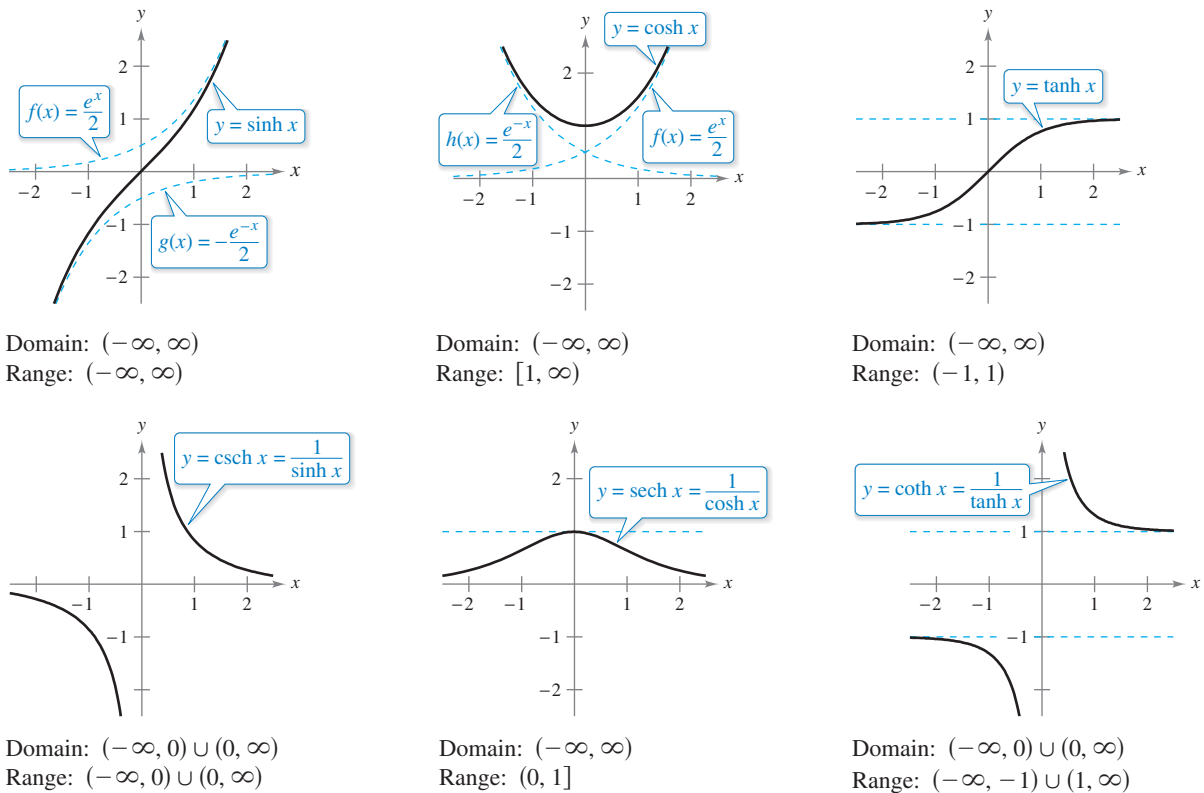 y
2
f(x) = e^x/2
1
y = sinh x
−2 −1 1 2 x
−1
g(x) = −e^−x/2
−2
Domain: (−∞, ∞)
Range: (−∞, ∞)
y
y = cosh x
2
h(x) = e^−x/2
f(x) = e^x/2
−2 −1 1 2 x
−1
−2
Domain: (−∞, ∞)
Range: [1, ∞)
y
2
y = tanh x
1
−2 −1 1 2 x
−1
−2
Domain: (−∞, ∞)
Range: (−1, 1)
y
y = csch x = 1/sinh x
2
1
−1 1 2 x
−1
Domain: (−∞, 0) ∪ (0, ∞)
Range: (−∞, 0) ∪ (0, ∞)
y
2
y = sech x = 1/cosh x
−2 −1 1 2 x
−1
−2
Domain: (−∞, ∞)
Range: (0, 1]
y
2
y = coth x = 1/tanh x
1
−2 −1 1 2 x
−1
Domain: (−∞, 0) ∪ (0, ∞)
Range: (−∞, −1) ∪ (1, ∞)